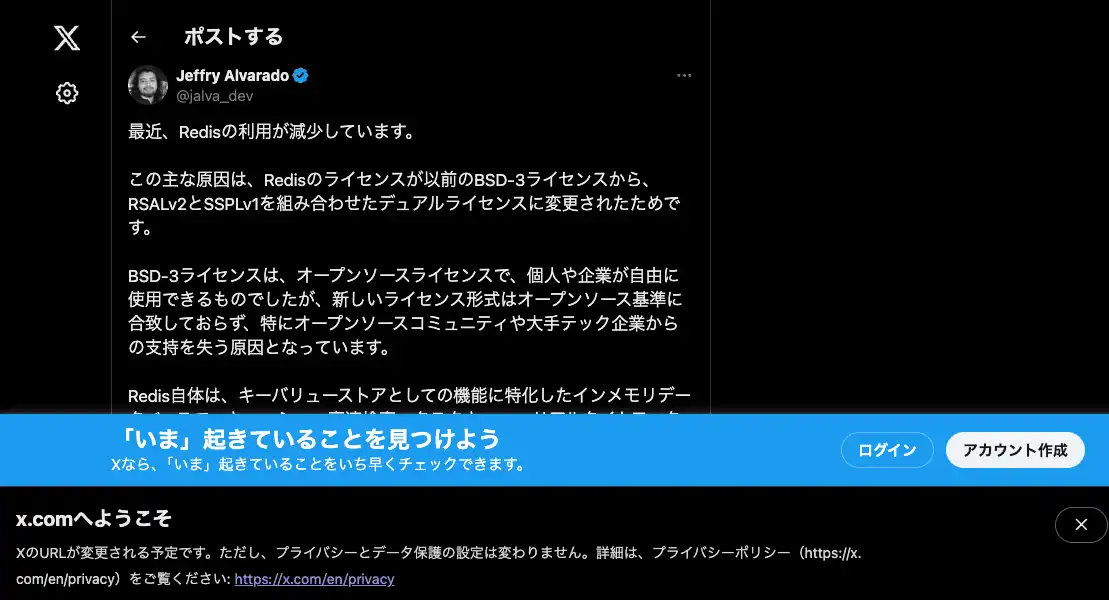 ポストする
Jeffry Alvarado
@jalva_dev
最近、Redisの利用が減少しています。
この主な原因は、Redisのライセンスが以前のBSD-3ライセンスから、
RSALv2とSSPLv1を組み合わせたデュアルライセンスに変更されたためで
す。
BSD-3ライセンスは、オープンソースライセンスで、個人や企業が自由に
使用できるものでしたが、新しいライセンス形式はオープンソース基準に
合致しておらず、特にオープンソースコミュニティや大手テック企業から
の支持を失う原因となっています。
Redis自体は、キーバリューストアとしての機能に特化したインメモリデー
「いま」起きていることを見つけよう
Xなら、「いま」起きていることをいち早くチェックできます。
ログイン
アカウント作成
x.comへようこそ
XのURLが変更される予定です。ただし、プライバシーとデータ保護の設定は変わりません。詳細は、プライバシーポリシー（https://x.
com/en/privacy）をご覧ください: https://x.com/en/privacy